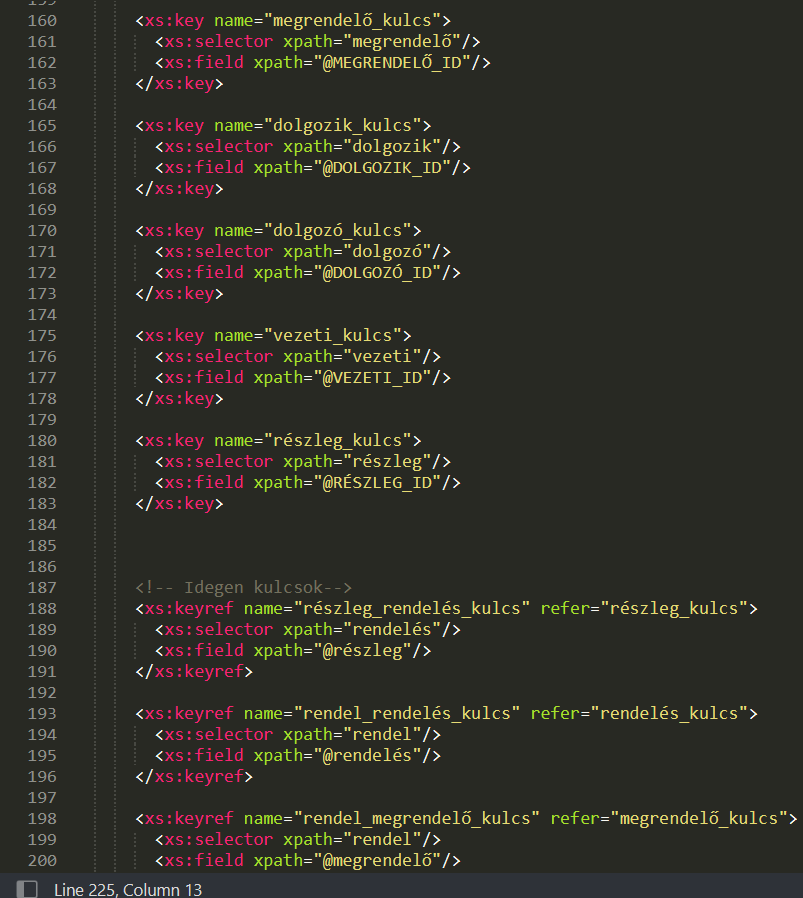 160 <xs:key name="megrendelő_kulcs">
161 <xs:selector xpath="megrendelő"/>
162 <xs:field xpath="@MEGRENDELŐ_ID"/>
163 </xs:key>
164
165 <xs:key name="dolgozik_kulcs">
166 <xs:selector xpath="dolgozik"/>
167 <xs:field xpath="@DOLGOZIK_ID"/>
168 </xs:key>
169
170 <xs:key name="dolgozó_kulcs">
171 <xs:selector xpath="dolgozó"/>
172 <xs:field xpath="@DOLGOZÓ_ID"/>
173 </xs:key>
174
175 <xs:key name="vezeti_kulcs">
176 <xs:selector xpath="vezeti"/>
177 <xs:field xpath="@VEZETI_ID"/>
178 </xs:key>
179
180 <xs:key name="részleg_kulcs">
181 <xs:selector xpath="részleg"/>
182 <xs:field xpath="@RÉSZLEG_ID"/>
183 </xs:key>
184
185
186
187 <!-- Idegen kulcsok-->
188 <xs:keyref name="részleg_rendelés_kulcs" refer="részleg_kulcs">
189 <xs:selector xpath="rendelés"/>
190 <xs:field xpath="@részleg"/>
191 </xs:keyref>
192
193 <xs:keyref name="rendel_rendelés_kulcs" refer="rendelés_kulcs">
194 <xs:selector xpath="rendel"/>
195 <xs:field xpath="@rendelés"/>
196 </xs:keyref>
197
198 <xs:keyref name="rendel_megrendelő_kulcs" refer="megrendelő_kulcs">
199 <xs:selector xpath="rendel"/>
200 <xs:field xpath="@megrendelő"/>
Line 225, Column 13